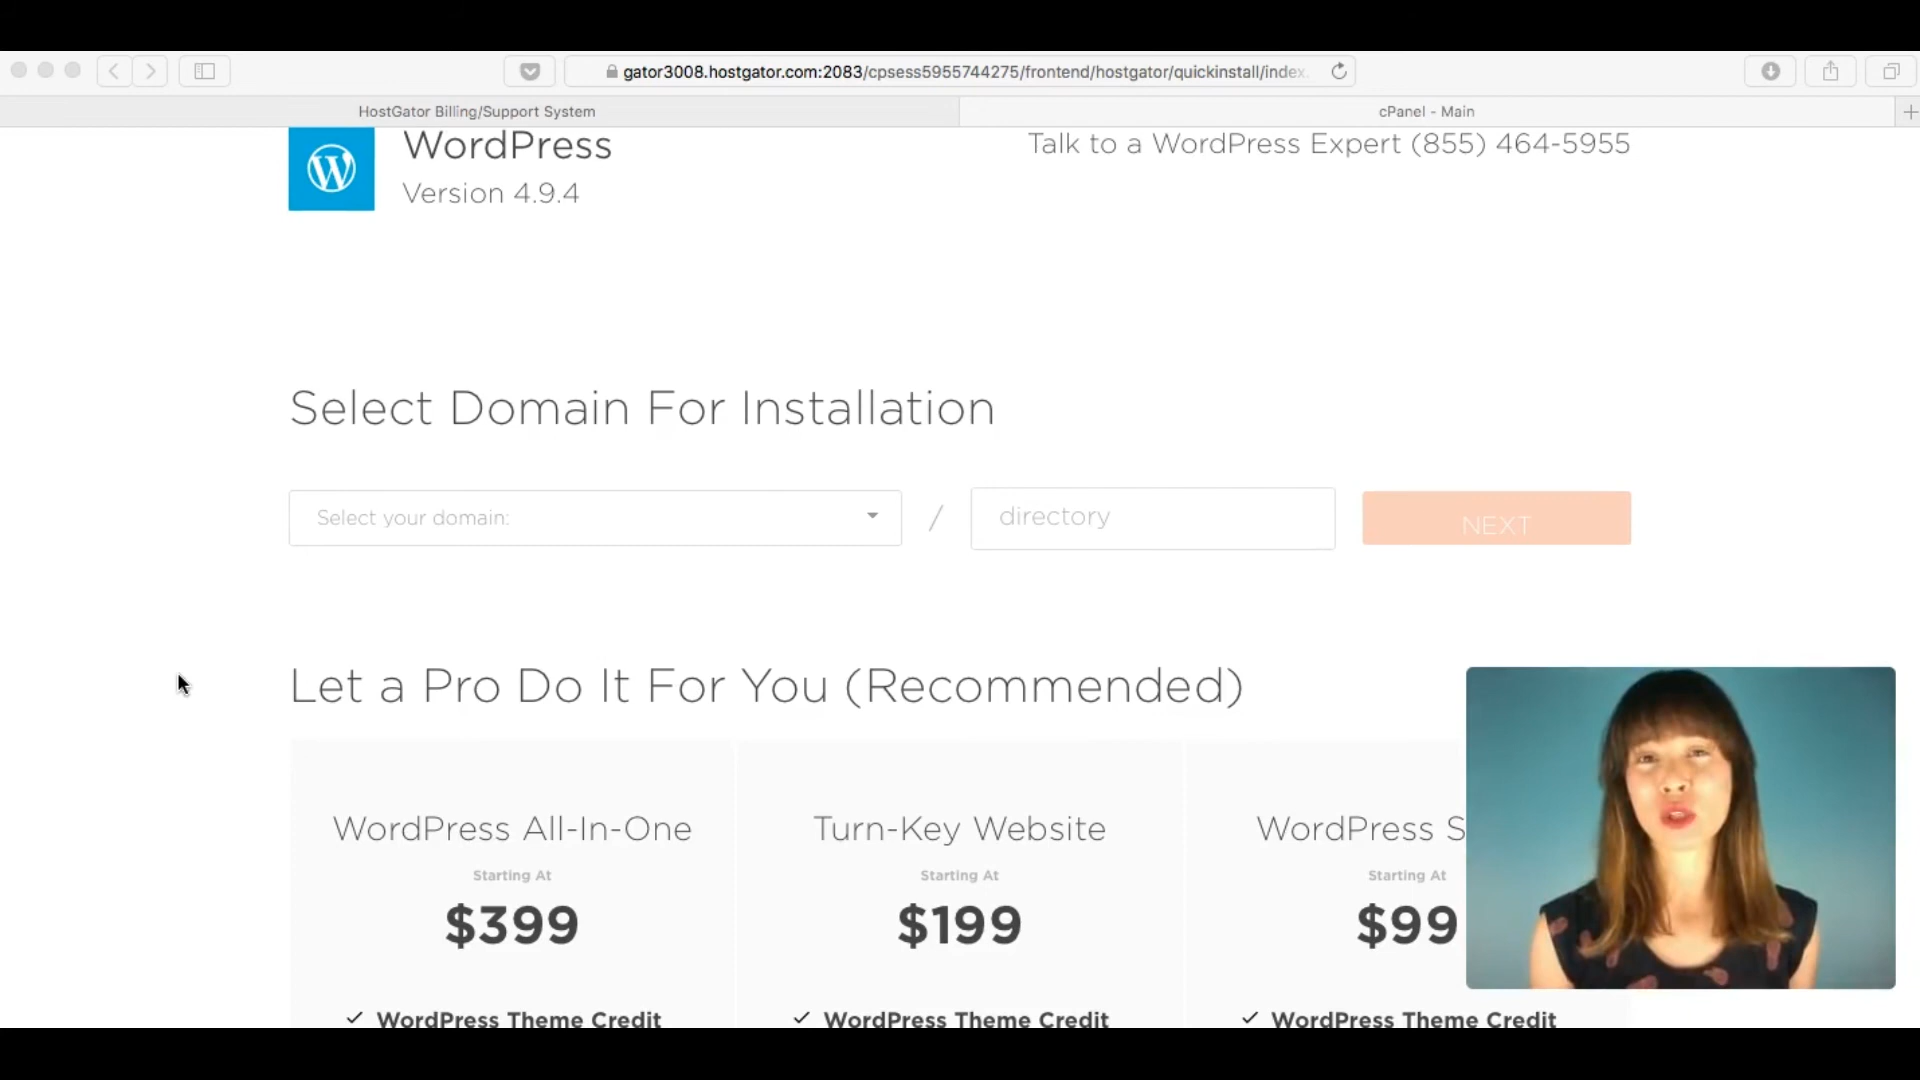 gator3008.hostgator.com:2083/cpsess5955744275/frontend/hostgator/quickinstall/index.
HostGator Billing/Support System
cPanel - Main
WordPress
Talk to a WordPress Expert (855) 464-5955
Version 4.9.4
Select Domain For Installation
Select your domain:
/
directory
NEXT
Let a Pro Do It For You (Recommended)
WordPress All-In-One
Turn-Key Website
WordPress S
Starting At
Starting At
Starting At
$399
$199
$99
WordPress Theme Credit
WordPress Theme Credit
WordPress Theme Credit